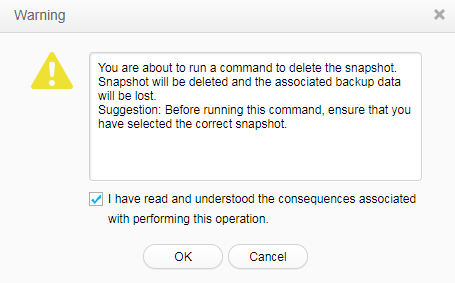 Warning
You are about to run a command to delete the snapshot.
Snapshot will be deleted and the associated backup data
will be lost.
Suggestion: Before running this command, ensure that you
have selected the correct snapshot.
I have read and understood the consequences associated
with performing this operation.
OK
Cancel